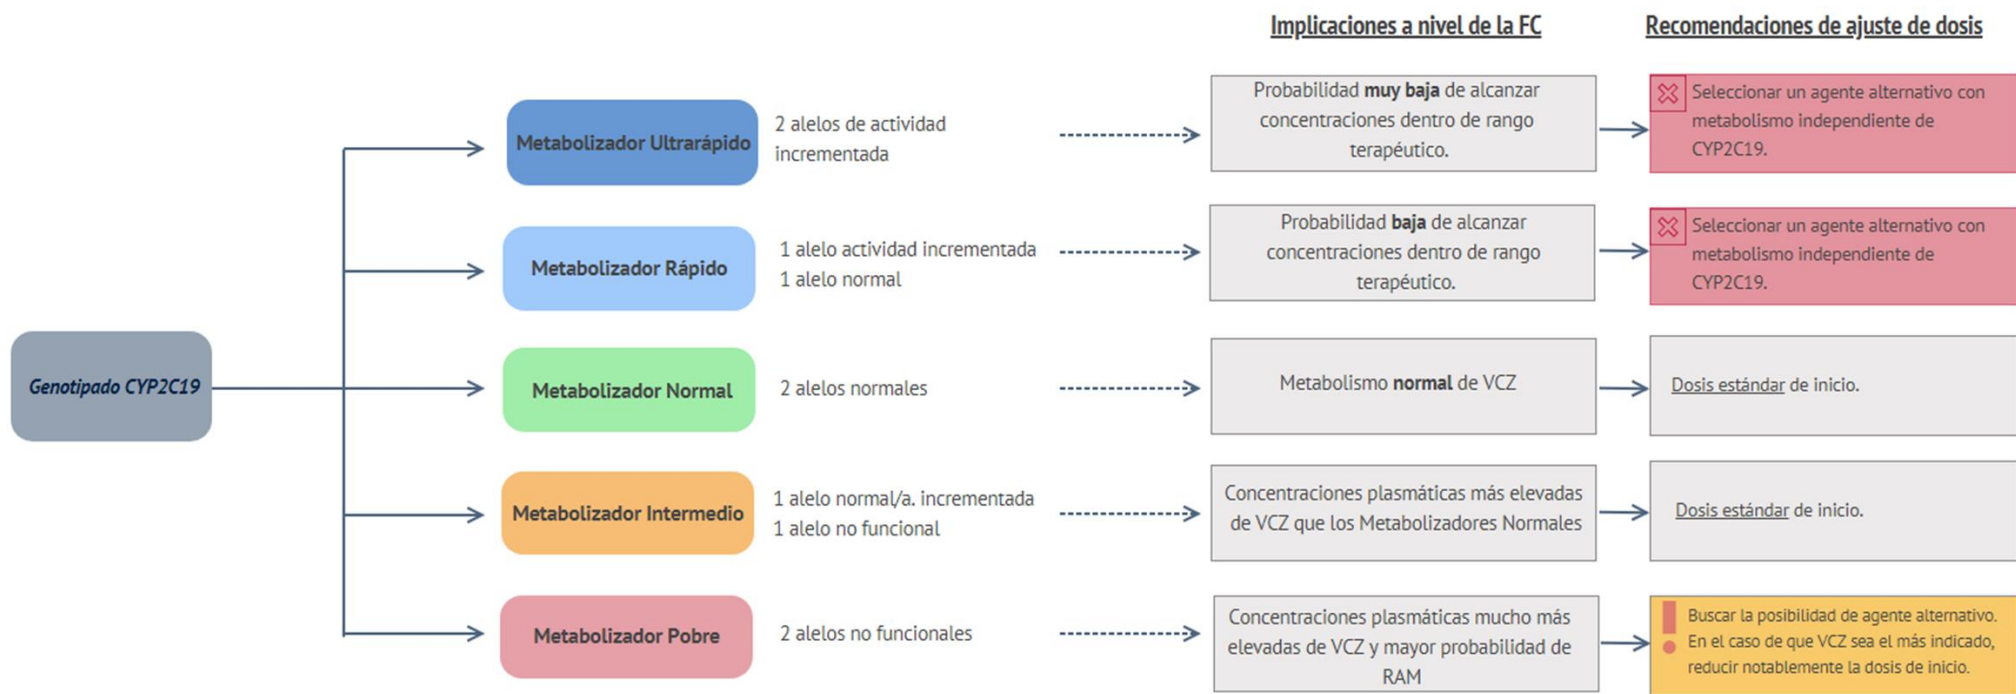 Implicaciones a nivel de la FC
Recomendaciones de ajuste de dosis
Genotipado CYP2C19
Metabolizador Ultrarápido
2 alelos de actividad
incrementada
Probabilidad muy baja de alcanzar
concentraciones dentro de rango
terapéutico.
Seleccionar un agente alternativo con
metabolismo independiente de
CYP2C19.
Metabolizador Rápido
1 alelo actividad incrementada
1 alelo normal
Probabilidad baja de alcanzar
concentraciones dentro de rango
terapéutico.
Seleccionar un agente alternativo con
metabolismo independiente de
CYP2C19.
Metabolizador Normal
2 alelos normales
Metabolismo normal de VCZ
Dosis estándar de inicio.
Metabolizador Intermedio
1 alelo normal/a. incrementada
1 alelo no funcional
Concentraciones plasmáticas más elevadas
de VCZ que los Metabolizadores Normales
Dosis estándar de inicio.
Metabolizador Pobre
2 alelos no funcionales
Concentraciones plasmáticas mucho más
elevadas de VCZ y mayor probabilidad de
RAM
Buscar la posibilidad de agente alternativo.
En el caso de que VCZ sea el más indicado,
reducir notablemente la dosis de inicio.